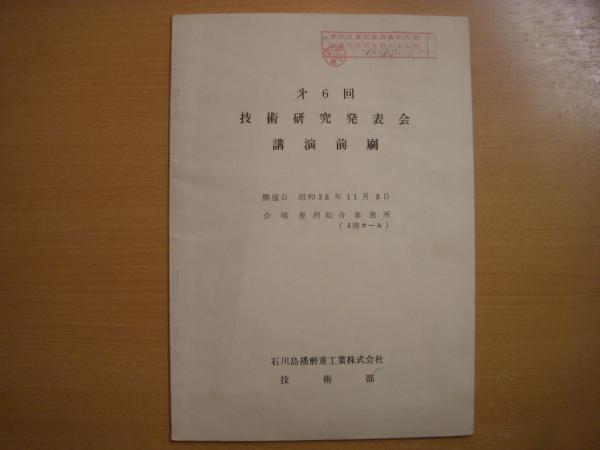 才6回
技術研究発表会
講演前刷
開催日 昭和38年11月3日
会場 豊洲総合事務所
(4階ホール)
石川島播磨重工業株式会社
技術部